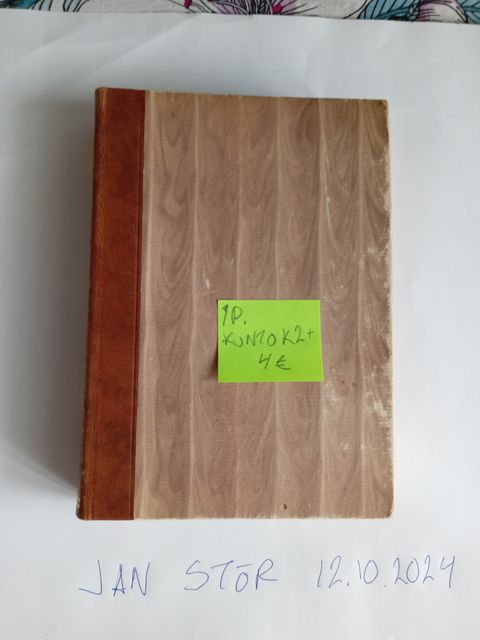 1P.
KUNTO K2+
4 €
JAN STÖR 12.10.2024